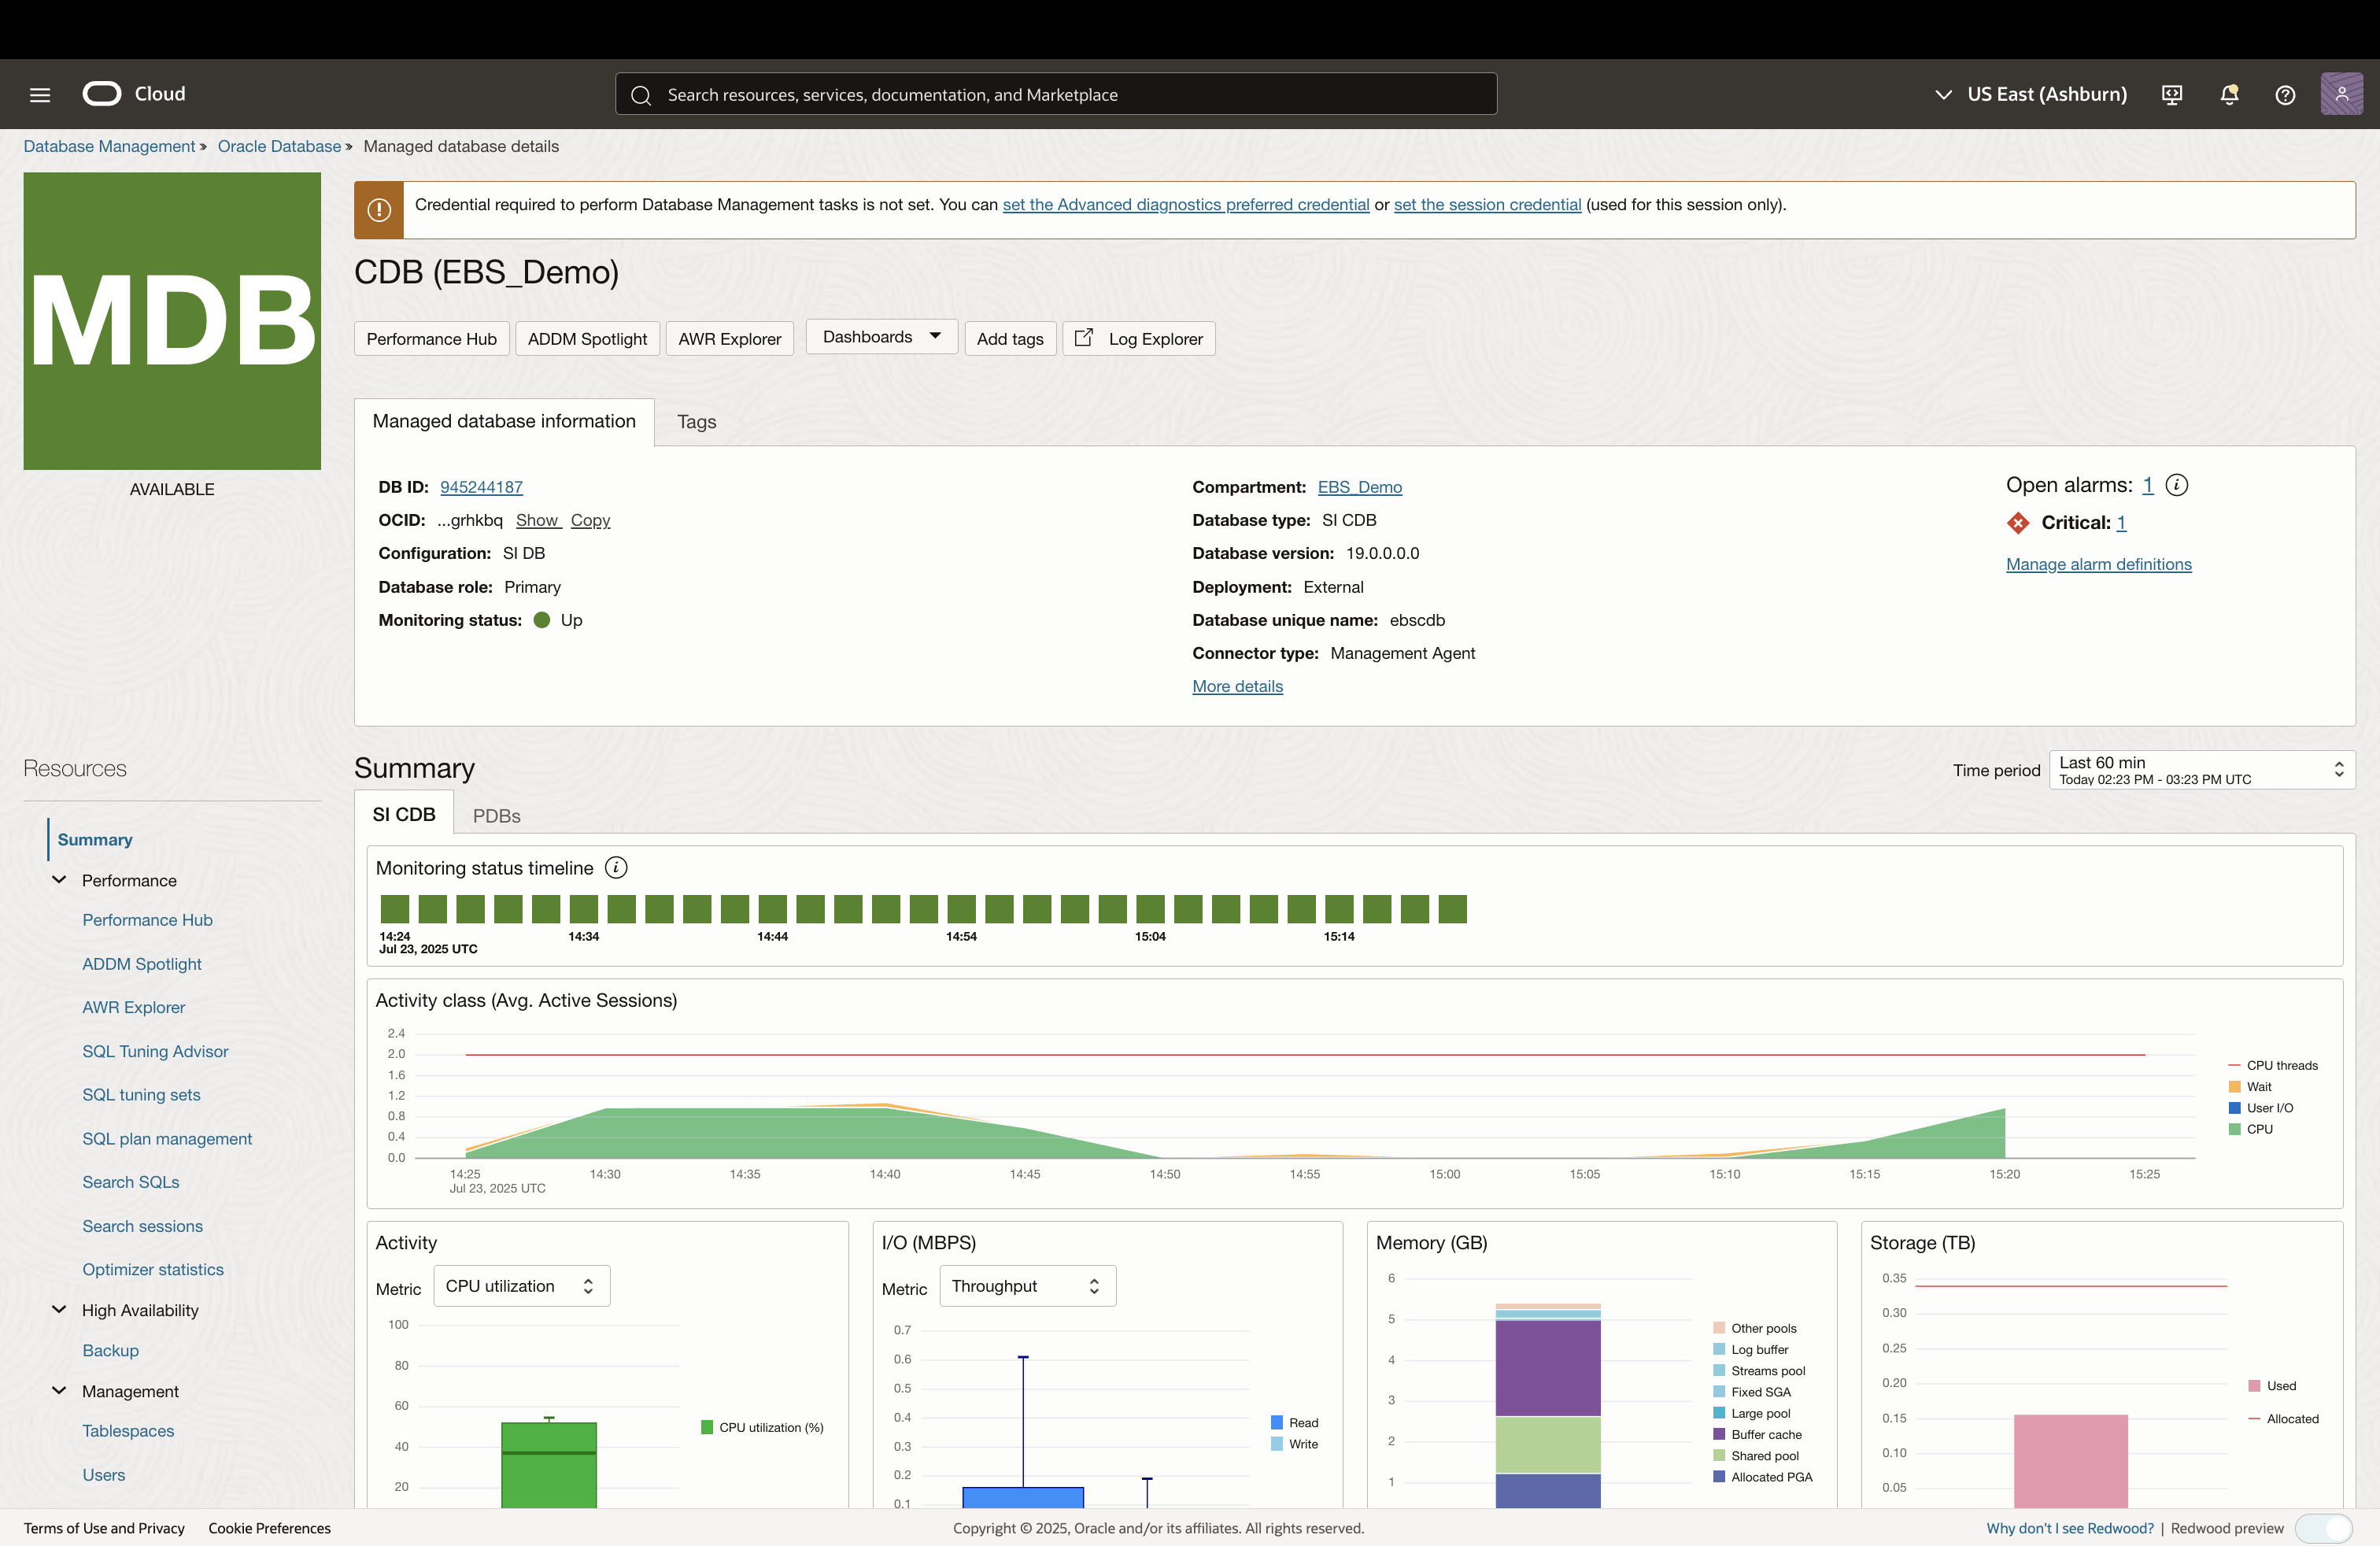 Cloud
Search resources, services, documentation, and Marketplace
US East (Ashburn)
Database Management » Oracle Database » Managed database details
MDB
AVAILABLE
Credential required to perform Database Management tasks is not set. You can set the Advanced diagnostics preferred credential or set the session credential (used for this session only).
CDB (EBS_Demo)
Performance Hub ADDM Spotlight AWR Explorer Dashboards Add tags Log Explorer
Managed database information Tags
DB ID: 945244187
OCID: ...grhkbq Show Copy
Configuration: SI DB
Database role: Primary
Monitoring status: Up
Compartment: EBS_Demo
Database type: SI CDB
Database version: 19.0.0.0.0
Deployment: External
Database unique name: ebscdb
Connector type: Management Agent
More details
Open alarms: 1
Critical: 1
Manage alarm definitions
Resources
Summary
Performance
Performance Hub
ADDM Spotlight
AWR Explorer
SQL Tuning Advisor
SQL tuning sets
SQL plan management
Search SQLs
Search sessions
Optimizer statistics
High Availability
Backup
Management
Tablespaces
Users
Summary
Time period Last 60 min
Today 02:23 PM - 03:23 PM UTC
SI CDB PDBs
Monitoring status timeline
14:24 14:34 14:44 14:54 15:04 15:14
Jul 23, 2025 UTC
Activity class (Avg. Active Sessions)
2.4
2.0
1.6
1.2
0.8
0.4
0.0
14:25 14:30 14:35 14:40 14:45 14:50 14:55 15:00 15:05 15:10 15:15 15:20 15:25
Jul 23, 2025 UTC
CPU threads
Wait
User I/O
CPU
Activity
Metric CPU utilization
100
80
60
40
20
CPU utilization (%)
I/O (MBPS)
Metric Throughput
0.7
0.6
0.5
0.4
0.3
0.2
0.1
Read
Write
Memory (GB)
6
5
4
3
2
1
Other pools
Log buffer
Streams pool
Fixed SGA
Large pool
Buffer cache
Shared pool
Allocated PGA
Storage (TB)
0.35
0.30
0.25
0.20
0.15
0.10
0.05
Used
Allocated
Terms of Use and Privacy Cookie Preferences
Copyright © 2025, Oracle and/or its affiliates. All rights reserved.
Why don't I see Redwood? | Redwood preview